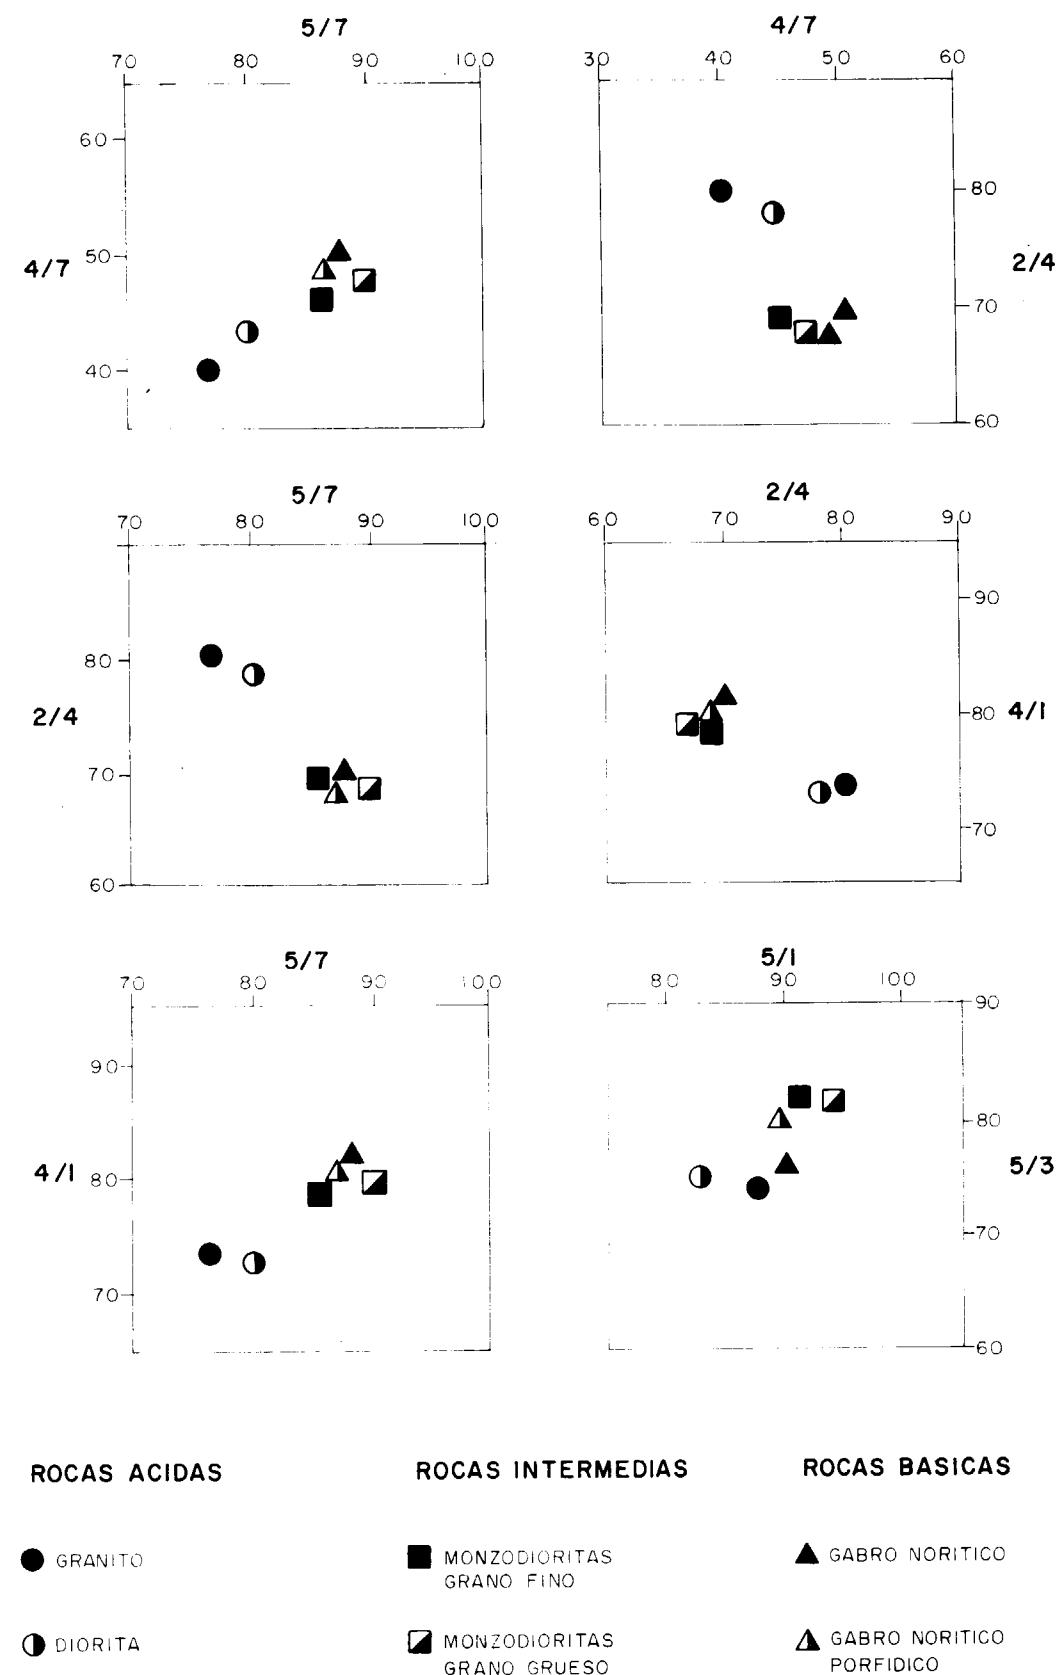 5/7
70 80 90 100
60
4/7 50
40
4/7
30 40 50 60
80
2/4
70
60
5/7
70 80 90 100
80
2/4
70
60
2/4
60 70 80 90
90
80 4/1
70
5/7
70 80 90 100
90
4/1 80
70
5/1
80 90 100
90
80
5/3
70
60
ROCAS ACIDAS
GRANITO
DIORITA
ROCAS INTERMEDIAS
MONZODIORITAS
GRANO FINO
MONZODIORITAS
GRANO GRUESO
ROCAS BASICAS
GABRO NORITICO
GABRO NORITICO
PORFIDICO